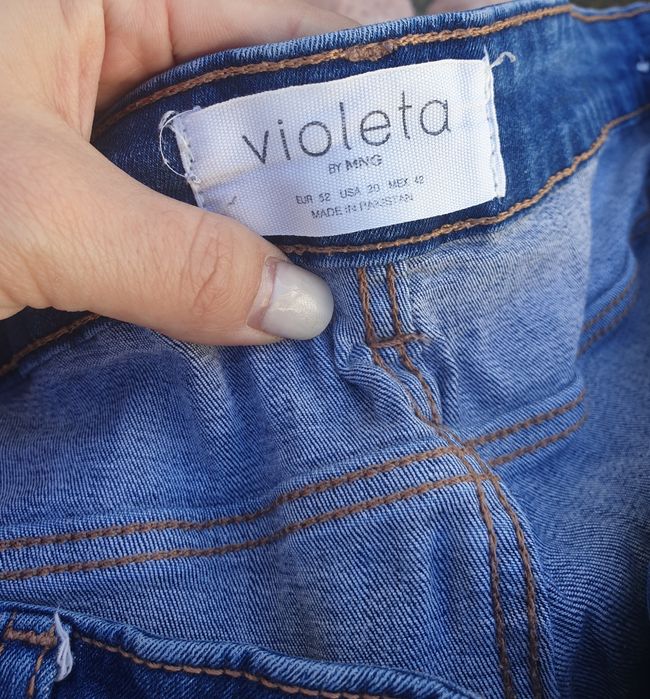 violeta
BY MNG
EUR 52 USA 20 MEX 42
MADE IN PAKISTAN